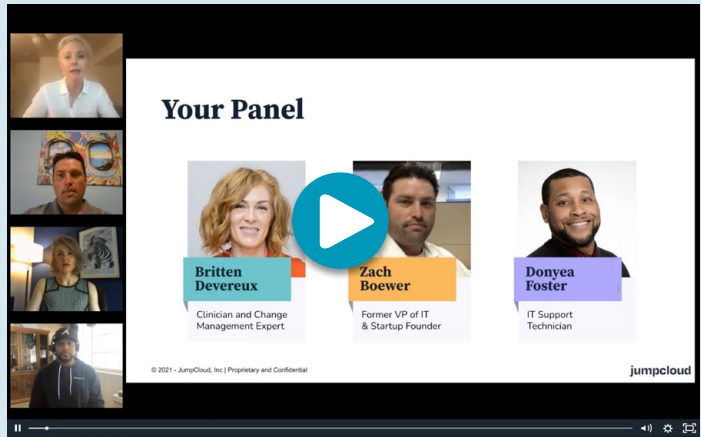 Your Panel
Britten
Devereux
Clinician and Change
Management Expert
Zach
Boewer
Former VP of IT
& Startup Founder
Donyea
Foster
IT Support
Technician
© 2021 - JumpCloud, Inc | Proprietary and Confidential
jumpcloud